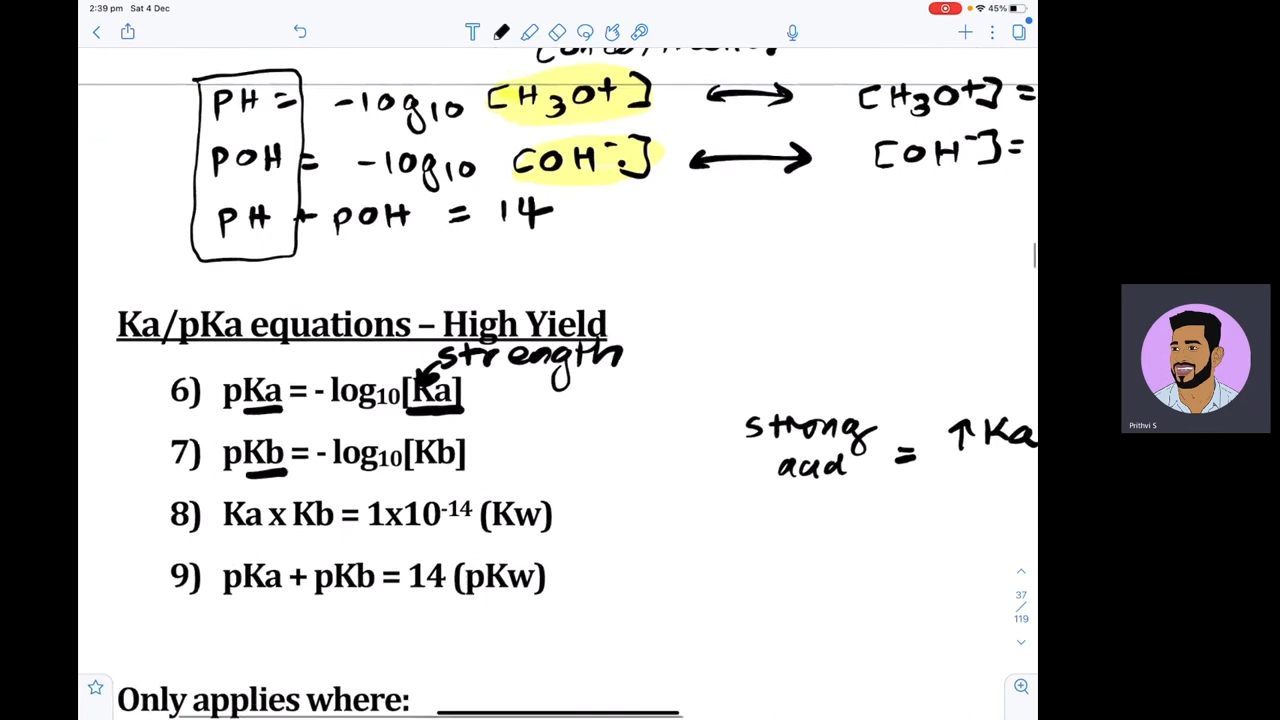 2:39 pm Sat 4 Dec
45%
PH = -log10 [H3O+] ↔ [H3O+] =
POH = -log10 [OH-] ↔ [OH-] =
PH + POH = 14
Ka/pKa equations – High Yield
strength
6) pKa = - log10[Ka]
7) pKb = - log10[Kb]
strong acid = ↑ Ka
8) Ka x Kb = 1x10-14 (Kw)
9) pKa + pKb = 14 (pKw)
37
/
119
Only applies where:
Prithvi S